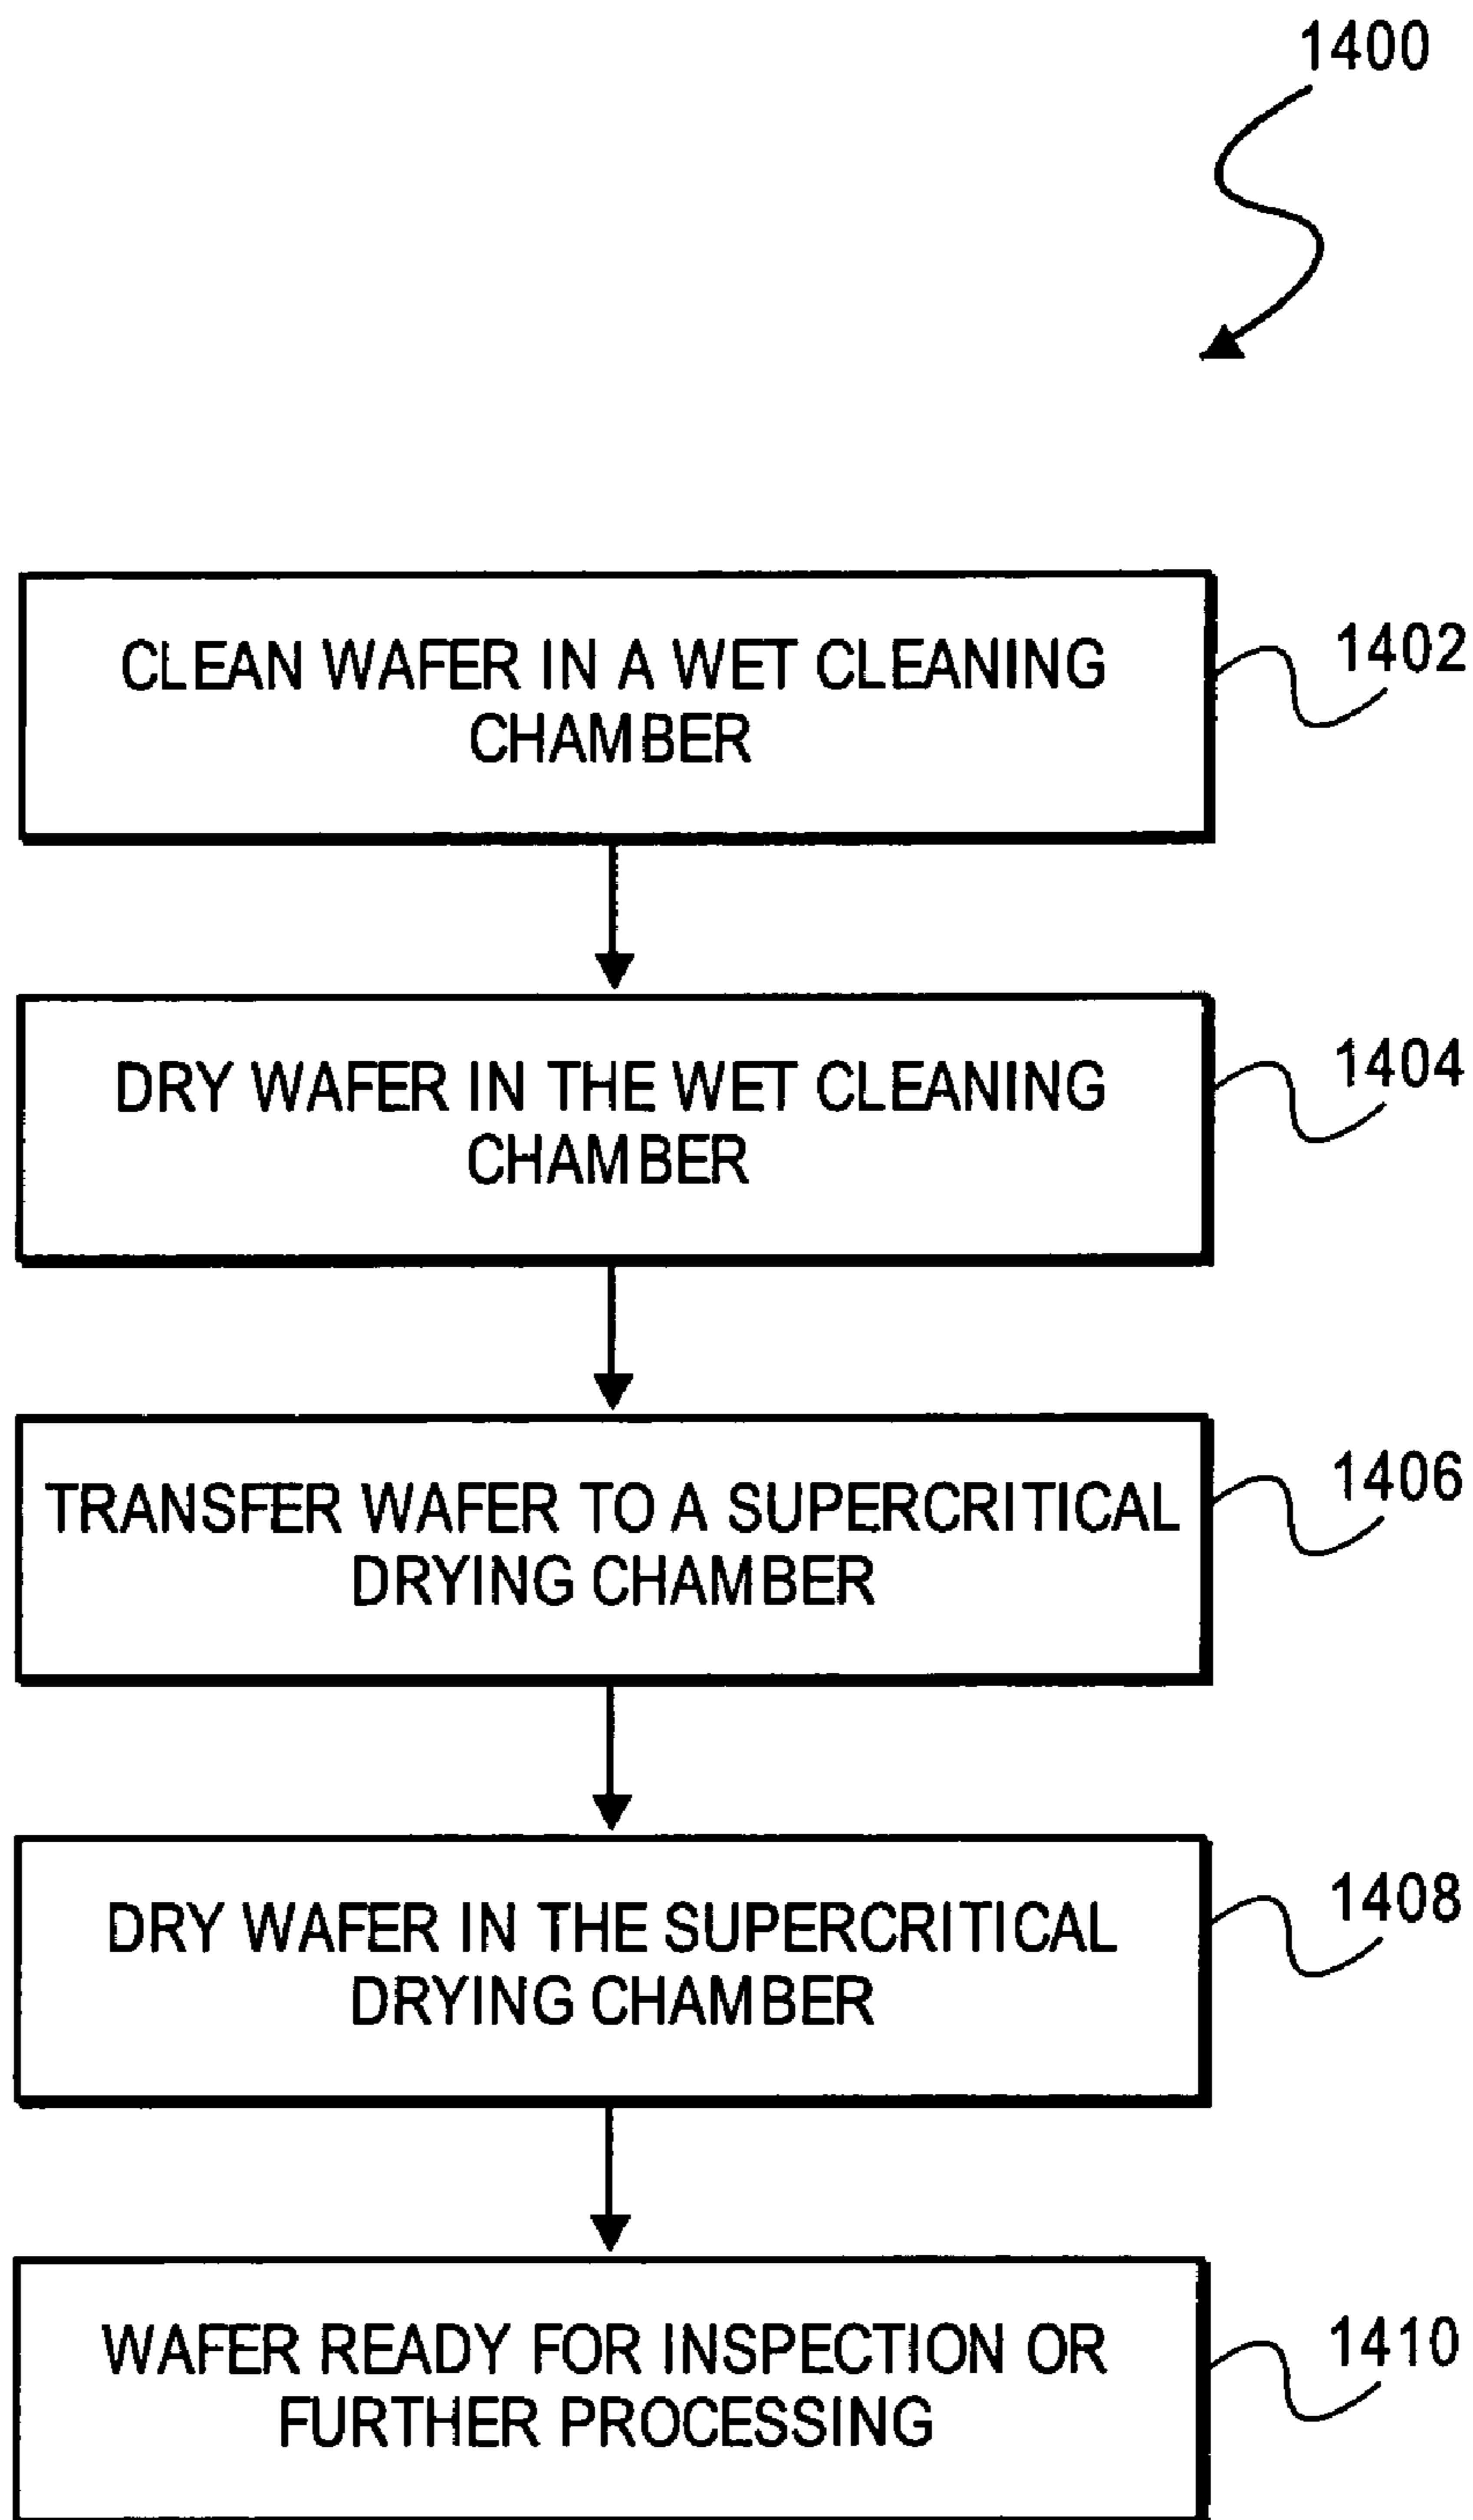 1400
CLEAN WAFER IN A WET CLEANING
CHAMBER
1402
DRY WAFER IN THE WET CLEANING
CHAMBER
1404
TRANSFER WAFER TO A SUPERCRITICAL
DRYING CHAMBER
1406
DRY WAFER IN THE SUPERCRITICAL
DRYING CHAMBER
1408
WAFER READY FOR INSPECTION OR
FURTHER PROCESSING
1410